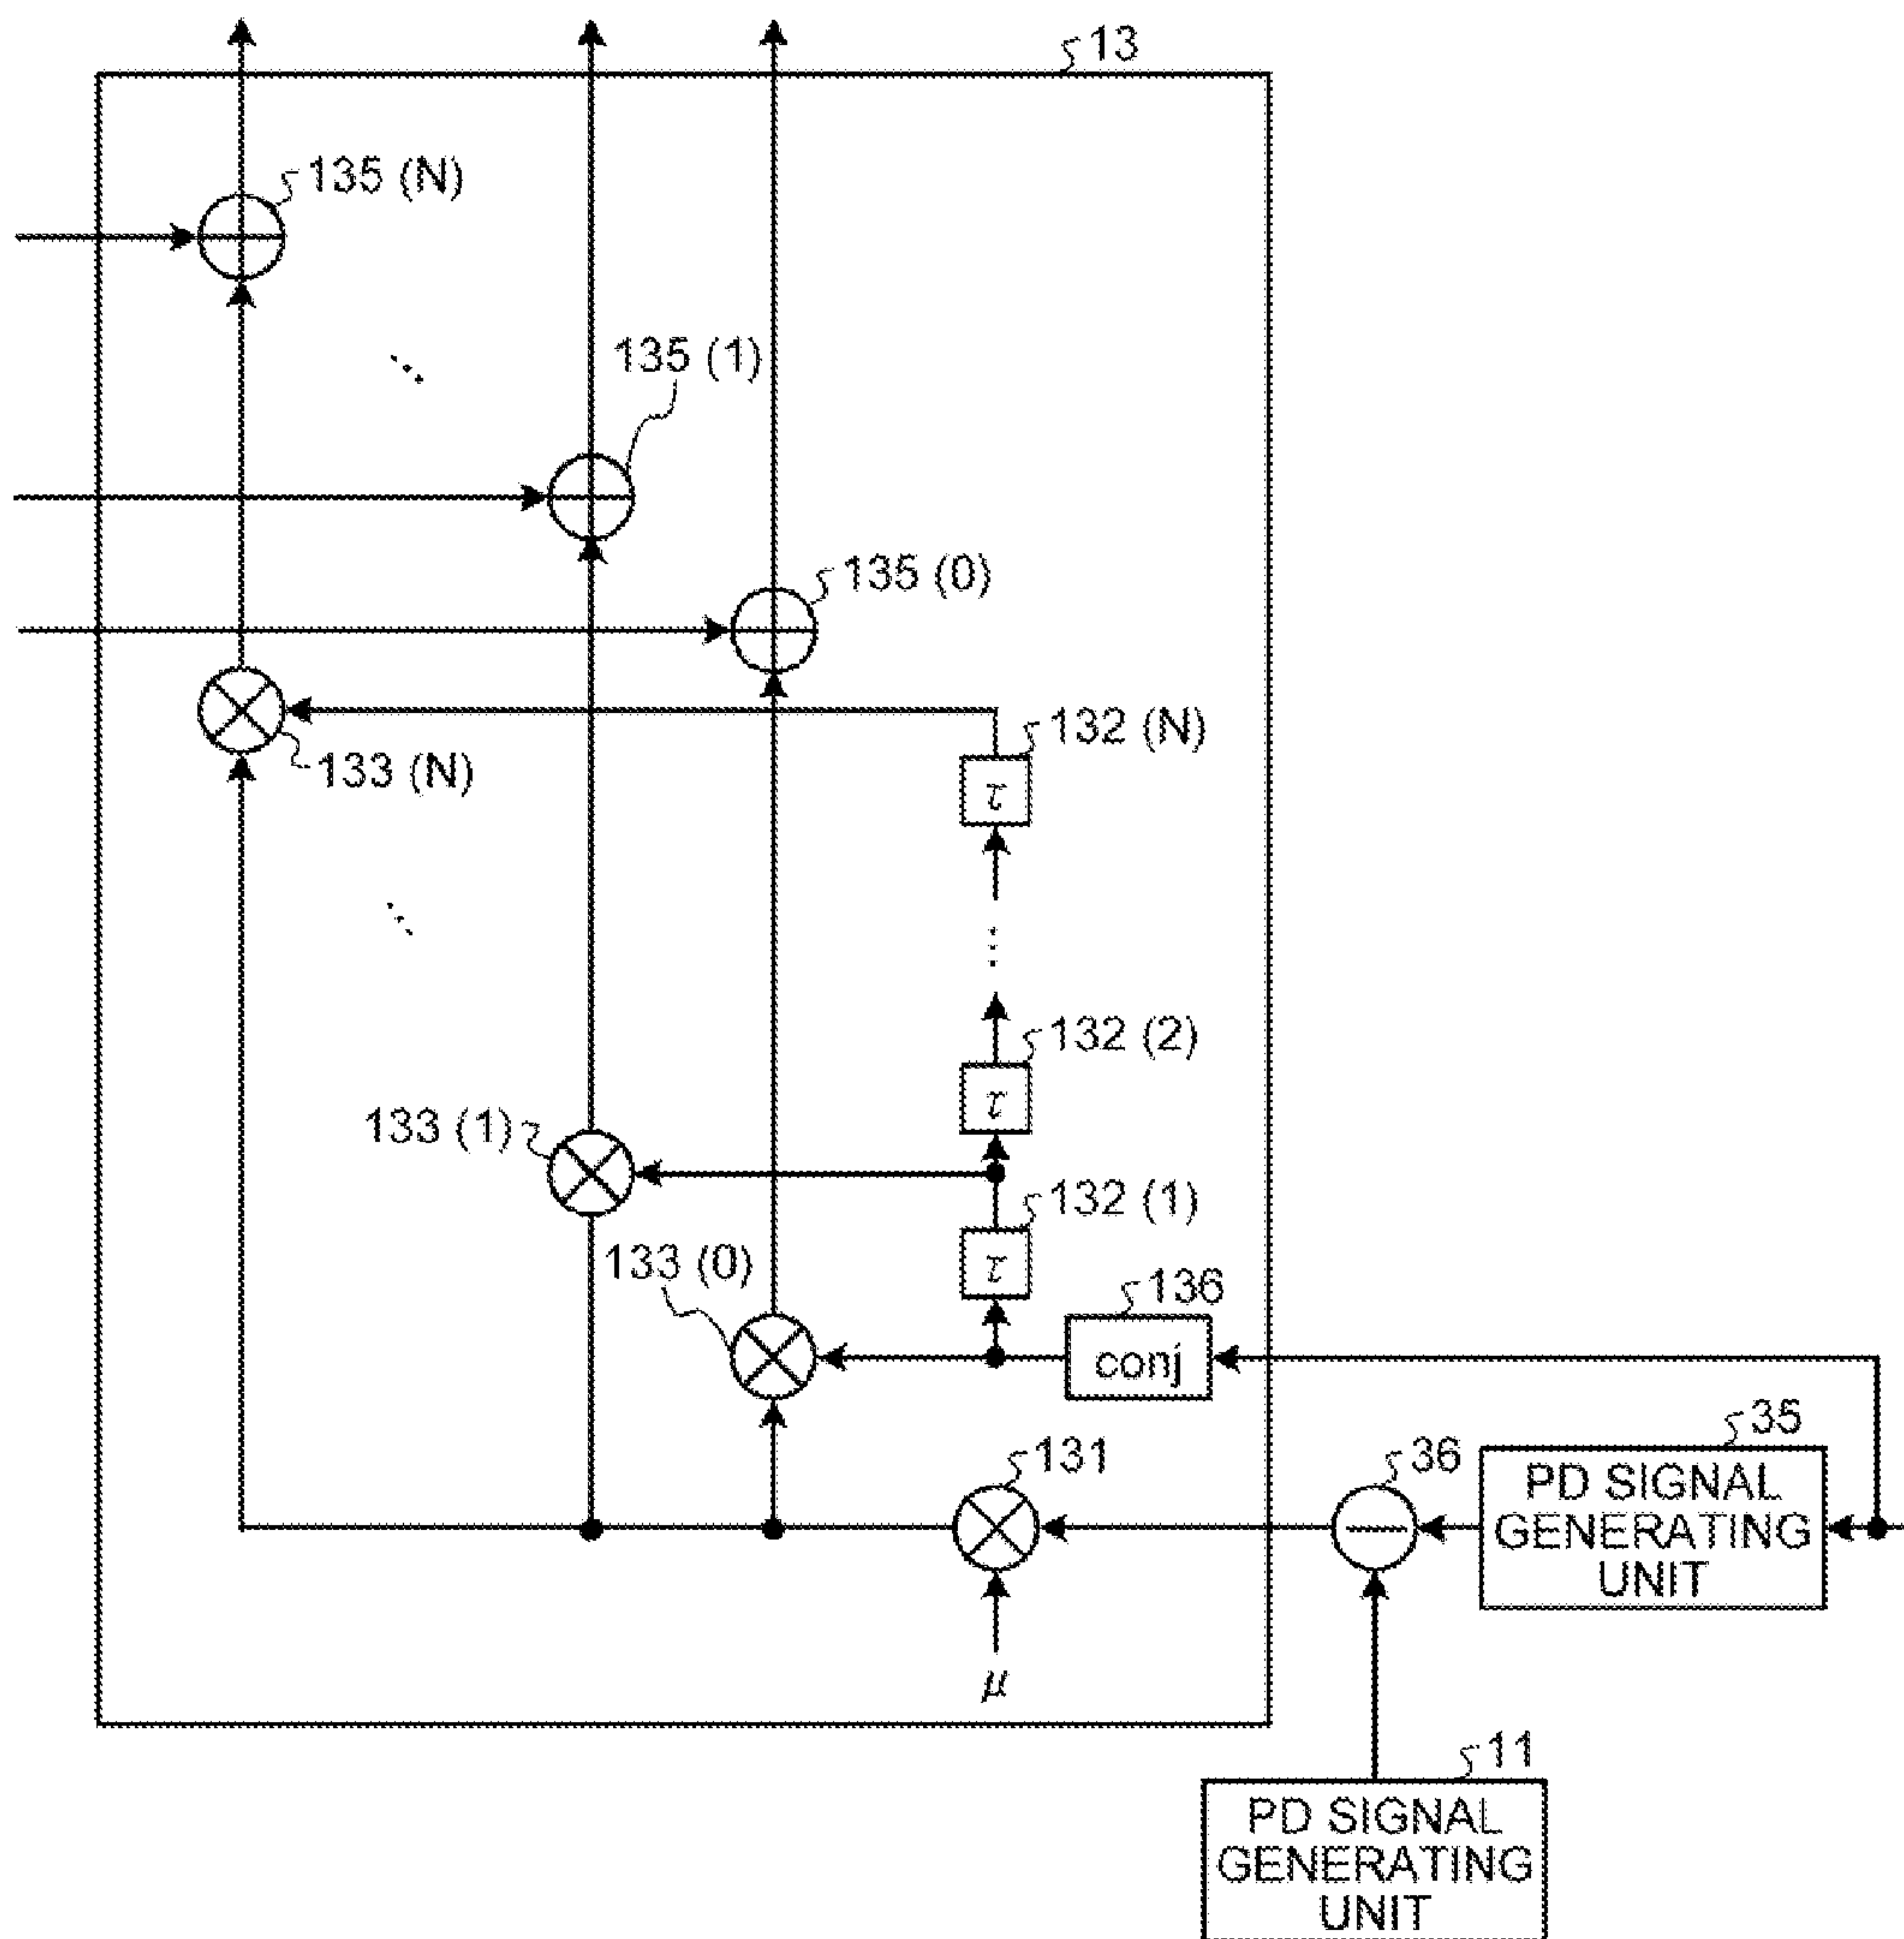 13
135 (N)
135 (1)
135 (0)
132 (N)
133 (N)
τ
132 (2)
τ
133 (1)
132 (1)
τ
133 (0)
136
conj
35
131
36
PD SIGNAL
GENERATING
UNIT
μ
11
PD SIGNAL
GENERATING
UNIT